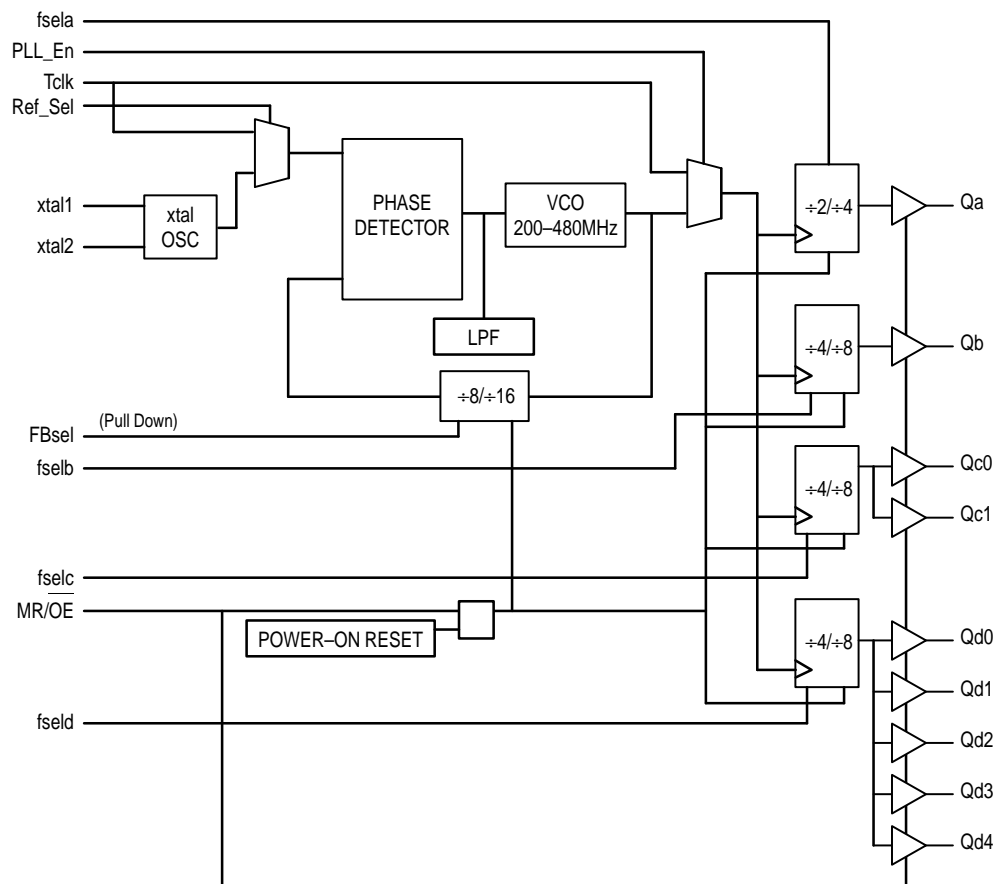 fsela
PLL_En
Tclk
Ref_Sel
xtal1
xtal2
xtal
OSC
PHASE
DETECTOR
VCO
200–480MHz
LPF
÷8/÷16
÷2/÷4
Qa
÷4/÷8
Qb
FBsel
(Pull Down)
fselb
÷4/÷8
Qc0
Qc1
fselc
MR/OE
POWER–ON RESET
÷4/÷8
Qd0
Qd1
Qd2
Qd3
Qd4
fseld